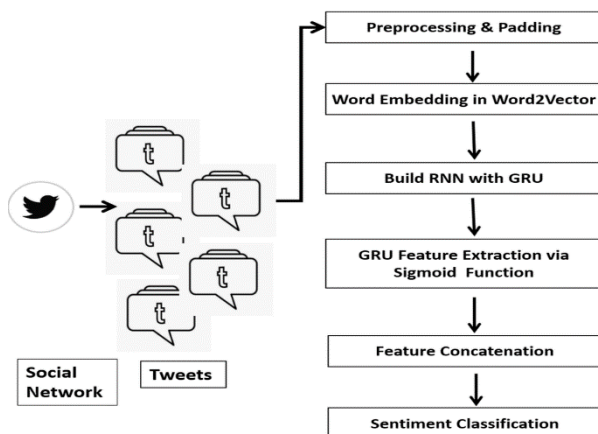 Preprocessing & Padding
Word Embedding in Word2Vector
Build RNN with GRU
GRU Feature Extraction via
Sigmoid Function
Feature Concatenation
Sentiment Classification
t
t
t
t
t
Social
Network
Tweets